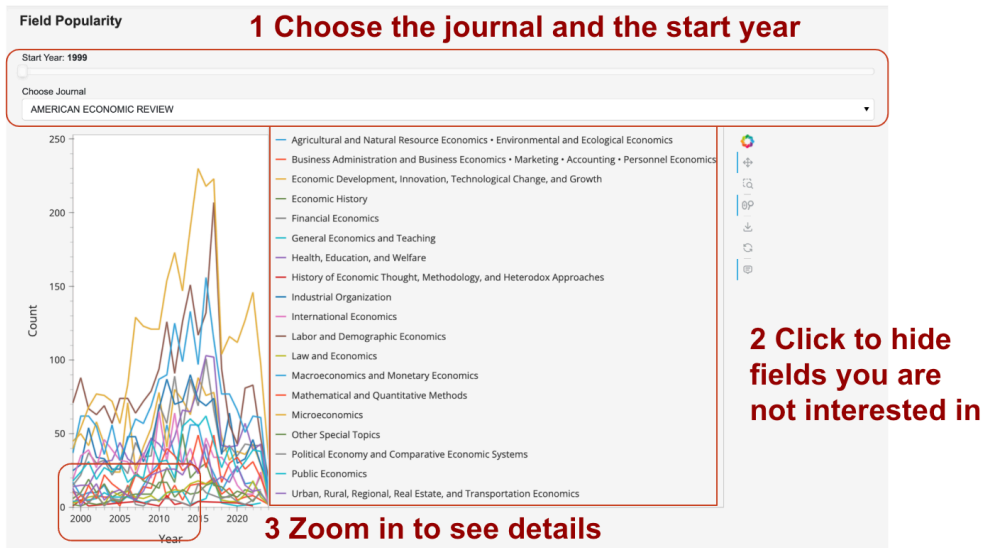 Field Popularity
1 Choose the journal and the start year
Start Year: 1999
Choose Journal
AMERICAN ECONOMIC REVIEW
250
200
150
100
50
0
Count
2000 2005 2010 2015 2020
Year
Agricultural and Natural Resource Economics • Environmental and Ecological Economics
Business Administration and Business Economics • Marketing • Accounting • Personnel Economics
Economic Development, Innovation, Technological Change, and Growth
Economic History
Financial Economics
General Economics and Teaching
Health, Education, and Welfare
History of Economic Thought, Methodology, and Heterodox Approaches
Industrial Organization
International Economics
Labor and Demographic Economics
Law and Economics
Macroeconomics and Monetary Economics
Mathematical and Quantitative Methods
Microeconomics
Other Special Topics
Political Economy and Comparative Economic Systems
Public Economics
Urban, Rural, Regional, Real Estate, and Transportation Economics
2 Click to hide
fields you are
not interested in
3 Zoom in to see details